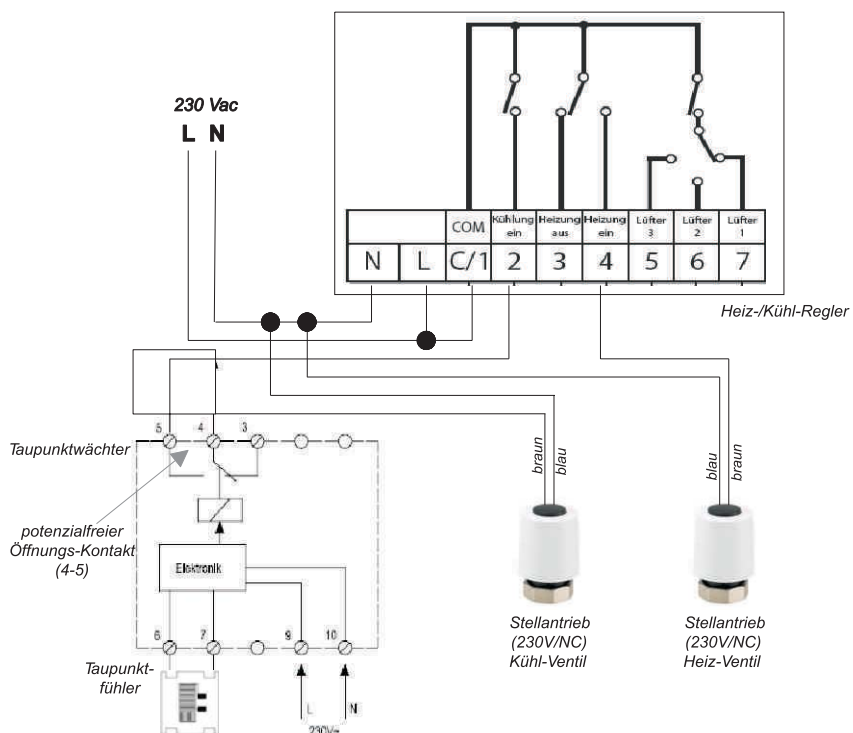 230 Vac
L N
COM
Kühlung
ein
Heizung
aus
Heizung
ein
Lüfter
3
Lüfter
2
Lüfter
1
N L C/1 2 3 4 5 6 7
Heiz-/Kühl-Regler
5 4 3
Taupunktwächter
braun
blau
blau
braun
potenzialfreier
Öffnungs-Kontakt
(4-5)
Elektronik
Stellantrieb
(230V/NC)
Kühl-Ventil
Stellantrieb
(230V/NC)
Heiz-Ventil
6 7 9 10
Taupunkt-
fühler
L N
230V~